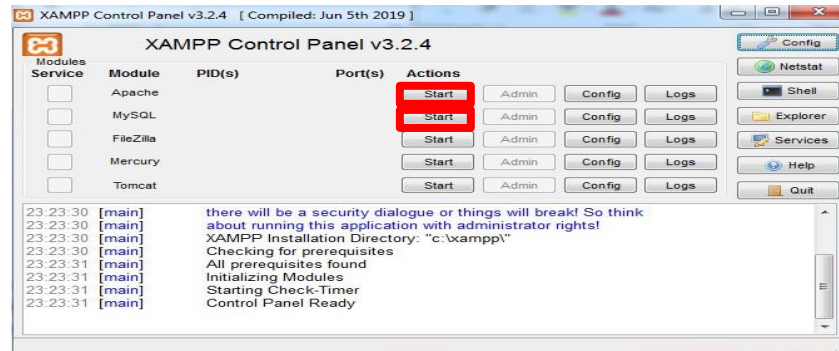 XAMPP Control Panel v3.2.4 [ Compiled: Jun 5th 2019 ]
XAMPP Control Panel v3.2.4
Config
Modules
Service Module PID(s) Port(s) Actions
Netstat
Apache Start Admin Config Logs
Shell
MySQL Start Admin Config Logs
Explorer
FileZilla Start Admin Config Logs
Services
Mercury Start Admin Config Logs
Help
Tomcat Start Admin Config Logs
Quit
23:23:30 [main] there will be a security dialogue or things will break! So think
23:23:30 [main] about running this application with administrator rights!
23:23:30 [main] XAMPP Installation Directory: "c:\xampp\"
23:23:30 [main] Checking for prerequisites
23:23:31 [main] All prerequisites found
23:23:31 [main] Initializing Modules
23:23:31 [main] Starting Check-Timer
23:23:31 [main] Control Panel Ready